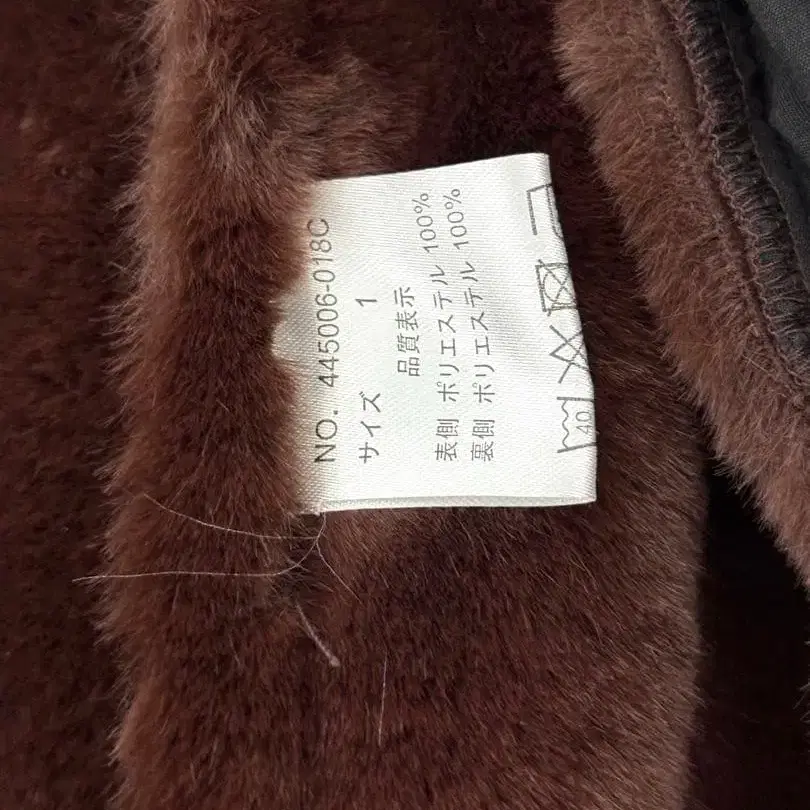 NO. 445006-018C
サイズ 1
品質表示
表側 ポリエステル 100%
裏側 ポリエステル 100%
40